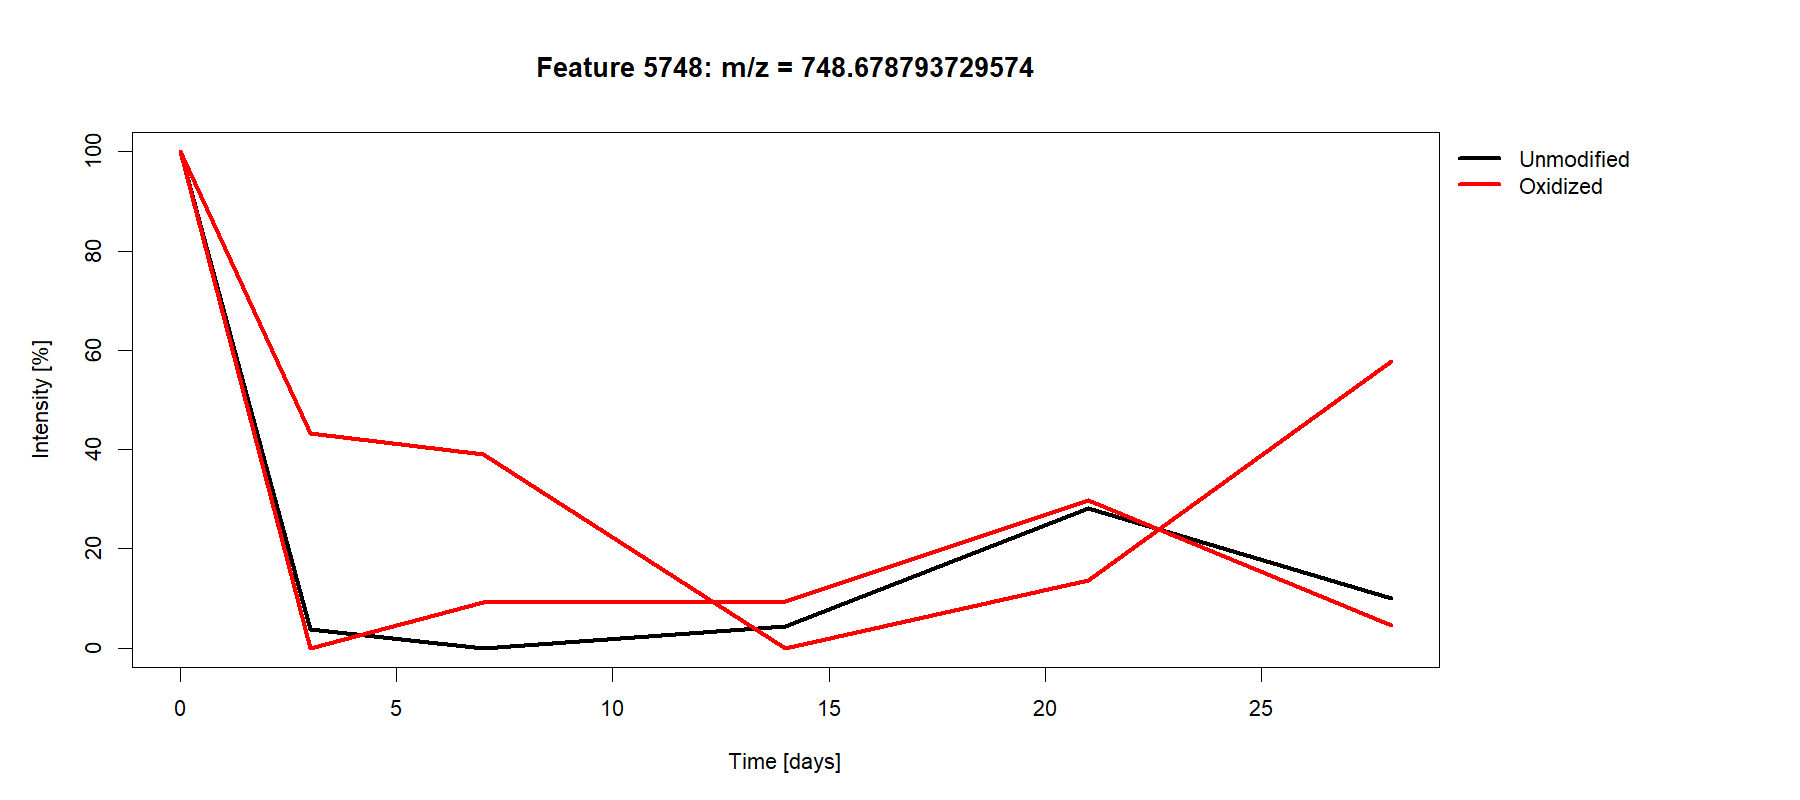 Feature 5748: m/z = 748.678793729574
Unmodified
Oxidized
Intensity [%]
100
80
60
40
20
0
0 5 10 15 20 25
Time [days]